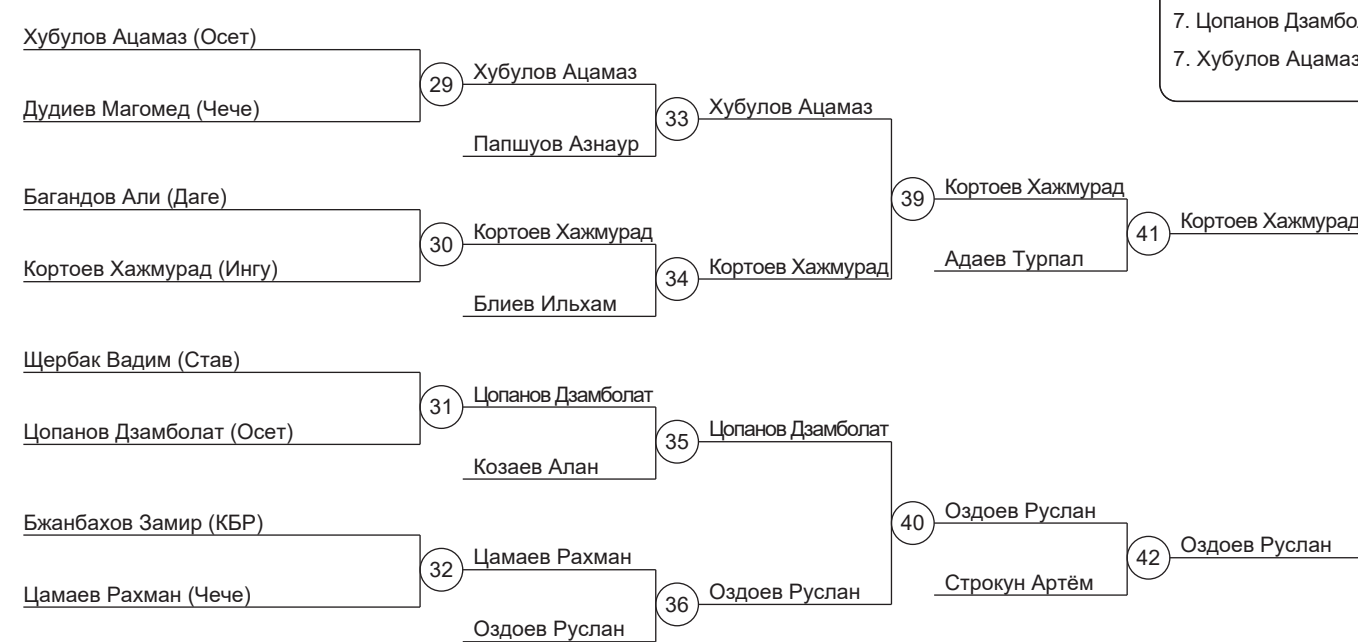 7. Цопанов Дзамбо
7. Хубулов Ацамаз
Хубулов Ацамаз (Осет)
29
Хубулов Ацамаз
Дудиев Магомед (Чече)
33
Хубулов Ацамаз
Папшуов Азнаур
Багандов Али (Даге)
39
Кортоев Хажмурад
30
Кортоев Хажмурад
41
Кортоев Хажмурад
Кортоев Хажмурад (Ингу)
34
Кортоев Хажмурад
Адаев Турпал
Блиев Ильхам
Щербак Вадим (Став)
31
Цопанов Дзамболат
Цопанов Дзамболат (Осет)
35
Цопанов Дзамболат
Козаев Алан
Бжанбахов Замир (КБР)
40
Оздоев Руслан
32
Цамаев Рахман
42
Оздоев Руслан
Цамаев Рахман (Чече)
36
Оздоев Руслан
Строкун Артём
Оздоев Руслан